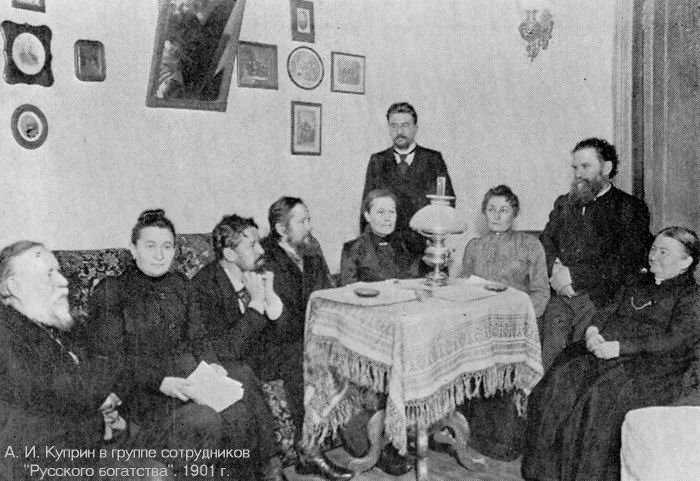 А. И. Куприн в группе сотрудников
"Русского богатства". 1901 г.